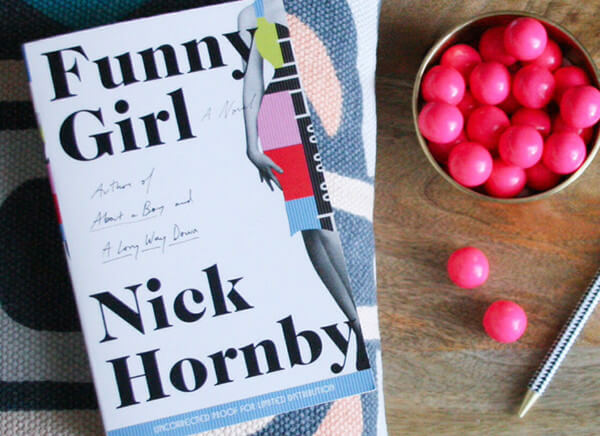 Funny
Girl
A Novel
Author of
About a Boy and
A Long Way Down
Nick
Hornby
UNCORRECTED PROOF FOR LIMITED DISTRIBUTION